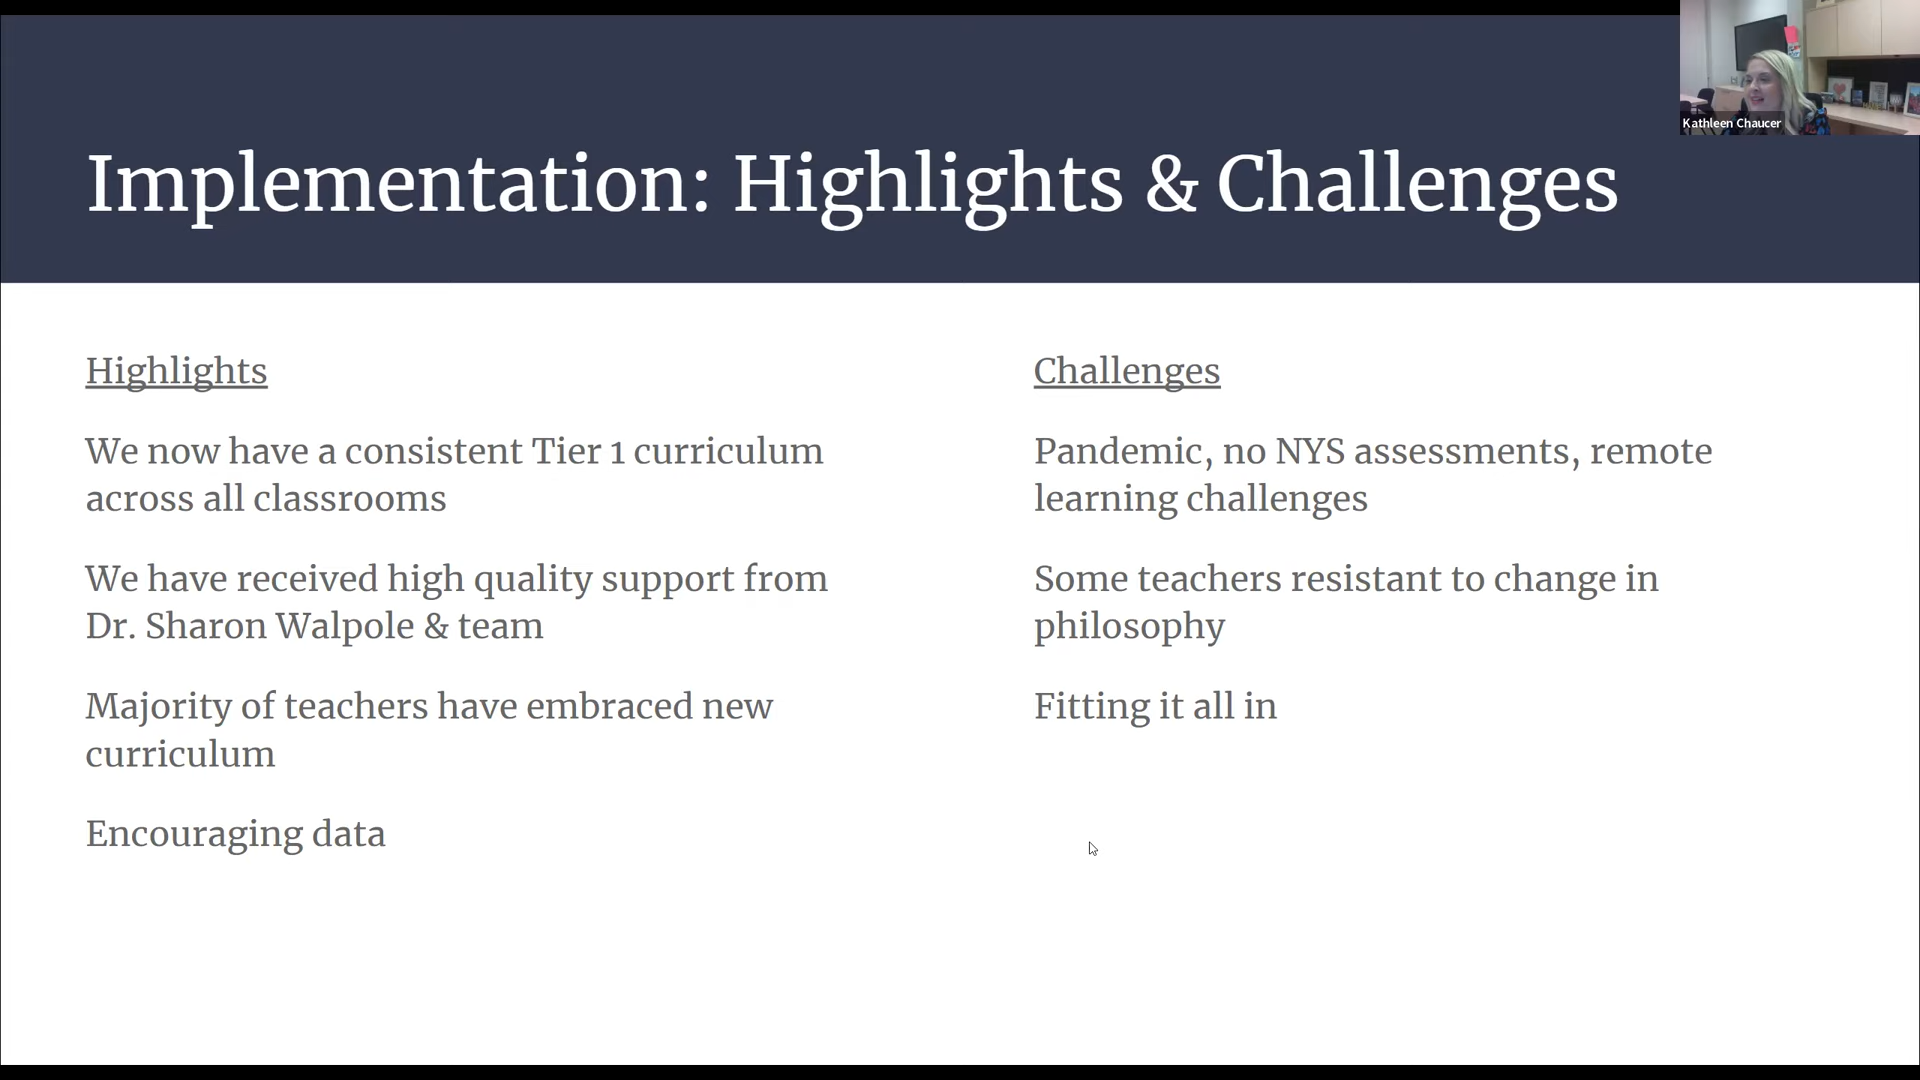 Kathleen Chaucer
Implementation: Highlights & Challenges
Highlights
We now have a consistent Tier 1 curriculum
across all classrooms
We have received high quality support from
Dr. Sharon Walpole & team
Majority of teachers have embraced new
curriculum
Encouraging data
Challenges
Pandemic, no NYS assessments, remote
learning challenges
Some teachers resistant to change in
philosophy
Fitting it all in